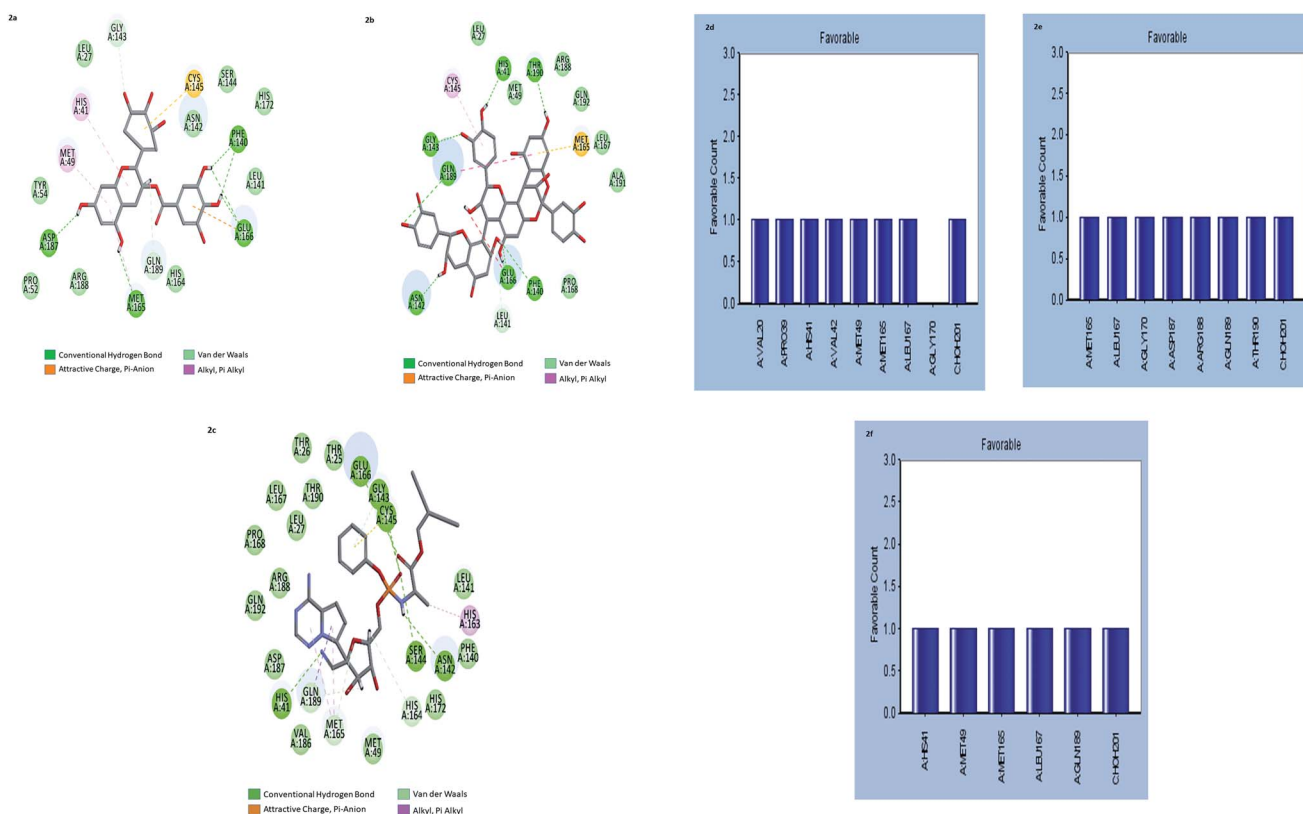 2a
GLY
A:143
LEU
A:27
CYS
A:145
SER
A:144
HIS
A:41
HIS
A:172
ASN
A:142
PHE
A:140
MET
A:49
LEU
A:141
TYR
A:54
ASP
A:187
GLU
A:166
GLN
A:189
HIS
A:164
PRO
A:52
ARG
A:188
MET
A:165
Conventional Hydrogen Bond
Van der Waals
Attractive Charge, Pi-Anion
Alkyl, Pi Alkyl
2b
LEU
A:27
HIS
A:41
THR
A:190
ARG
A:188
CYS
A:145
MET
A:49
GLN
A:192
GLY
A:143
MET
A:165
LEU
A:167
GLN
A:189
ALA
A:191
GLU
A:166
PHE
A:140
PRO
A:168
ASN
A:142
LEU
A:141
Conventional Hydrogen Bond
Van der Waals
Attractive Charge, Pi-Anion
Alkyl, Pi Alkyl
2c
THR
A:26
THR
A:25
GLU
A:166
LEU
A:167
THR
A:190
GLY
A:143
CYS
A:145
LEU
A:27
PRO
A:168
ARG
A:188
LEU
A:141
GLN
A:192
HIS
A:163
ASP
A:187
SER
A:144
ASN
A:142
PHE
A:140
HIS
A:41
GLN
A:189
HIS
A:164
HIS
A:172
VAL
A:186
MET
A:165
MET
A:49
Conventional Hydrogen Bond
Van der Waals
Attractive Charge, Pi-Anion
Alkyl, Pi Alkyl
2d
Favorable
Favorable Count
3.0
2.5
2.0
1.5
1.0
0.5
0.0
A:VAL20
A:PRO39
A:HIS41
A:VAL42
A:MET49
A:MET165
A:LEU167
A:GLY170
C:HOH201
2e
Favorable
Favorable Count
3.0
2.5
2.0
1.5
1.0
0.5
0.0
A:MET165
A:LEU167
A:GLY170
A:ASP187
A:ARG188
A:GLN189
A:THR190
C:HOH201
2f
Favorable
Favorable Count
3.0
2.5
2.0
1.5
1.0
0.5
0.0
A:HIS41
A:MET49
A:MET165
A:LEU167
A:GLN189
C:HOH201